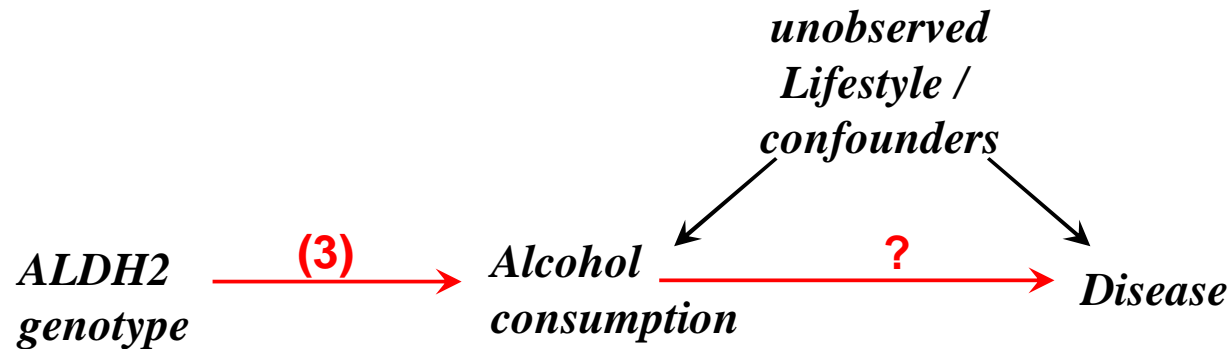 unobserved
Lifestyle /
confounders
(3)
?
ALDH2
genotype
Alcohol
consumption
Disease